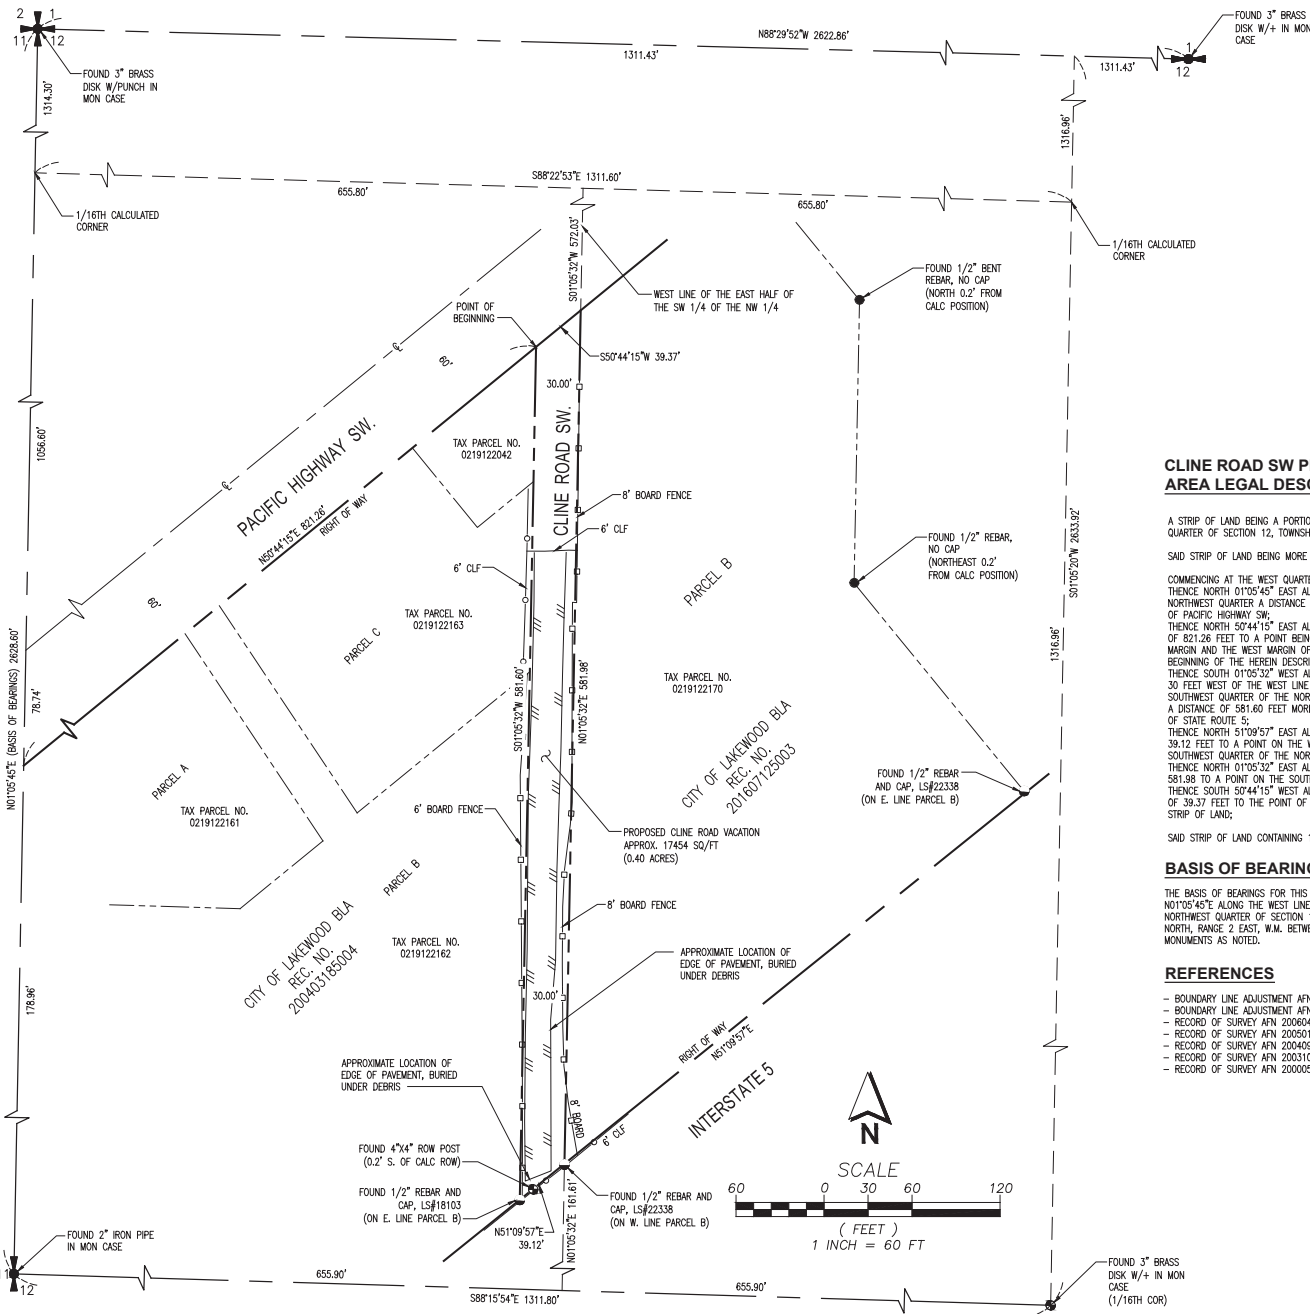 2 1
11 12
FOUND 3" BRASS
DISK W/PUNCH IN
MON CASE
N88°29'52"W 2622.86'
1311.43'
1311.43'
FOUND 3" BRASS
DISK W/+ IN MON
CASE
1
12
1314.30'
1316.96'
1/16TH CALCULATED
CORNER
S88°22'53"E 1311.60'
655.80'
655.80'
1/16TH CALCULATED
CORNER
S01°05'32"W 572.03'
WEST LINE OF THE EAST HALF OF
THE SW 1/4 OF THE NW 1/4
FOUND 1/2" BENT
REBAR, NO CAP
(NORTH 0.2' FROM
CALC POSITION)
POINT OF
BEGINNING
S50°44'15"W 39.37'
60'
30.00'
PACIFIC HIGHWAY SW.
N50°44'15"E 821.26'
RIGHT OF WAY
60'
TAX PARCEL NO.
0219122042
CLINE ROAD SW.
8' BOARD FENCE
6' CLF
6' CLF
1056.60'
N01°05'45"E (BASIS OF BEARINGS) 2628.60'
78.74'
178.96'
FOUND 1/2" REBAR,
NO CAP
(NORTHEAST 0.2'
FROM CALC POSITION)
PARCEL B
TAX PARCEL NO.
0219122163
PARCEL C
TAX PARCEL NO.
0219122170
S01°05'20"W 2633.92'
1316.96'
S01°05'32"W 581.60'
N01°05'32"E 581.98'
CITY OF LAKEWOOD BLA
REC. NO.
201607125003
PARCEL A
TAX PARCEL NO.
0219122161
FOUND 1/2" REBAR
AND CAP, LS#22338
(ON E. LINE PARCEL B)
6' BOARD FENCE
PROPOSED CLINE ROAD VACATION
APPROX. 17454 SQ/FT
(0.40 ACRES)
PARCEL B
8' BOARD FENCE
CITY OF LAKEWOOD BLA
REC. NO.
200403185004
TAX PARCEL NO.
0219122162
APPROXIMATE LOCATION OF
EDGE OF PAVEMENT, BURIED
UNDER DEBRIS
30.00'
RIGHT OF WAY
N51°09'57"E
INTERSTATE 5
APPROXIMATE LOCATION OF
EDGE OF PAVEMENT, BURIED
UNDER DEBRIS
8' BOARD
6' CLF
FOUND 4"X4" ROW POST
(0.2' S. OF CALC ROW)
FOUND 1/2" REBAR AND
CAP, LS#18103
(ON E. LINE PARCEL B)
FOUND 1/2" REBAR AND
CAP, LS#22338
(ON W. LINE PARCEL B)
N51°09'57"E
39.12'
N01°05'32"E 161.61'
N
SCALE
60 0 30 60 120
( FEET )
1 INCH = 60 FT
FOUND 2" IRON PIPE
IN MON CASE
1
12
655.90'
S88°15'54"E 1311.80'
655.90'
FOUND 3" BRASS
DISK W/+ IN MON
CASE
(1/16TH COR)
CLINE ROAD SW P
AREA LEGAL DESC
A STRIP OF LAND BEING A PORTIO
QUARTER OF SECTION 12, TOWNSH
SAID STRIP OF LAND BEING MORE
COMMENCING AT THE WEST QUARTE
THENCE NORTH 01°05'45" EAST AL
NORTHWEST QUARTER A DISTANCE
OF PACIFIC HIGHWAY SW;
THENCE NORTH 50°44'15" EAST AL
OF 821.26 FEET TO A POINT BEIN
MARGIN AND THE WEST MARGIN OF
BEGINNING OF THE HEREIN DESCRI
THENCE SOUTH 01°05'32" WEST AL
30 FEET WEST OF THE WEST LINE
SOUTHWEST QUARTER OF THE NOR
A DISTANCE OF 581.60 FEET MOR
OF STATE ROUTE 5;
THENCE NORTH 51°09'57" EAST AL
39.12 FEET TO A POINT ON THE W
SOUTHWEST QUARTER OF THE NOR
THENCE NORTH 01°05'32" EAST AL
581.98 TO A POINT ON THE SOUT
THENCE SOUTH 50°44'15" WEST AL
OF 39.37 FEET TO THE POINT OF
STRIP OF LAND;
SAID STRIP OF LAND CONTAINING 1
BASIS OF BEARING
THE BASIS OF BEARINGS FOR THIS
N01°05'45"E ALONG THE WEST LINE
NORTHWEST QUARTER OF SECTION 1
NORTH, RANGE 2 EAST, W.M. BETWE
MONUMENTS AS NOTED.
REFERENCES
- BOUNDARY LINE ADJUSTMENT AFN
- BOUNDARY LINE ADJUSTMENT AFN
- RECORD OF SURVEY AFN 200604
- RECORD OF SURVEY AFN 200501
- RECORD OF SURVEY AFN 200409
- RECORD OF SURVEY AFN 200310
- RECORD OF SURVEY AFN 200005